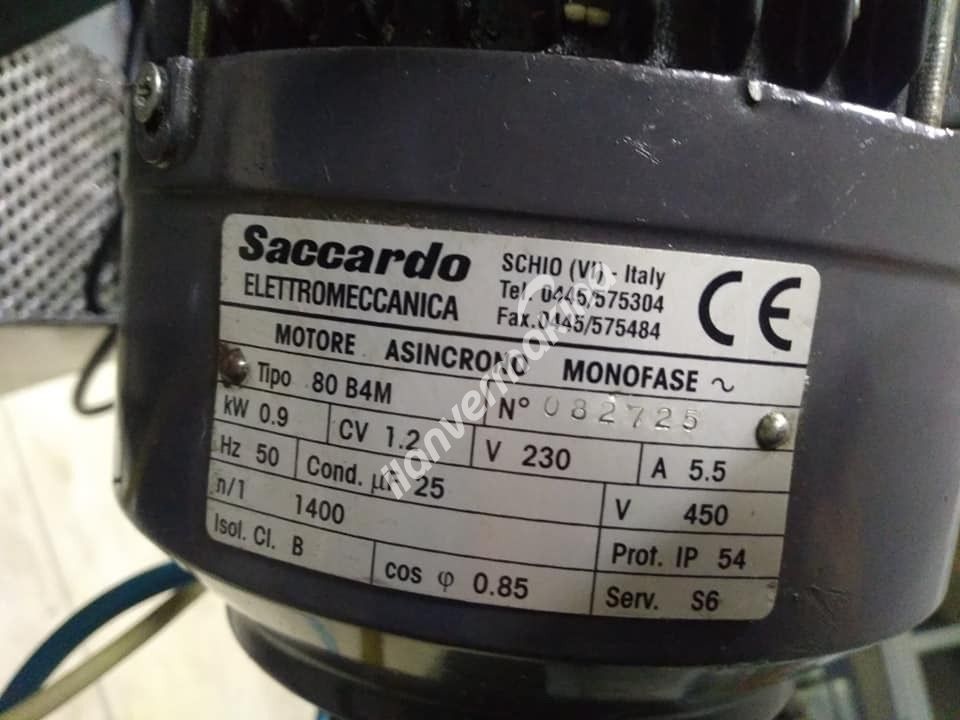 Saccardo
ELETTROMECCANICA
SCHIO (VI) - Italy
Tel. 0445/575304
Fax.0445/575484
CE
MOTORE ASINCRONO MONOFASE ~
Tipo 80 B4M N° 082725
kW 0.9 CV 1.2 V 230 A 5.5
Hz 50 Cond. µF 25 V 450
n/1 1400 Prot. IP 54
Isol. Cl. B cos φ 0.85 Serv. S6
ilanvermakina